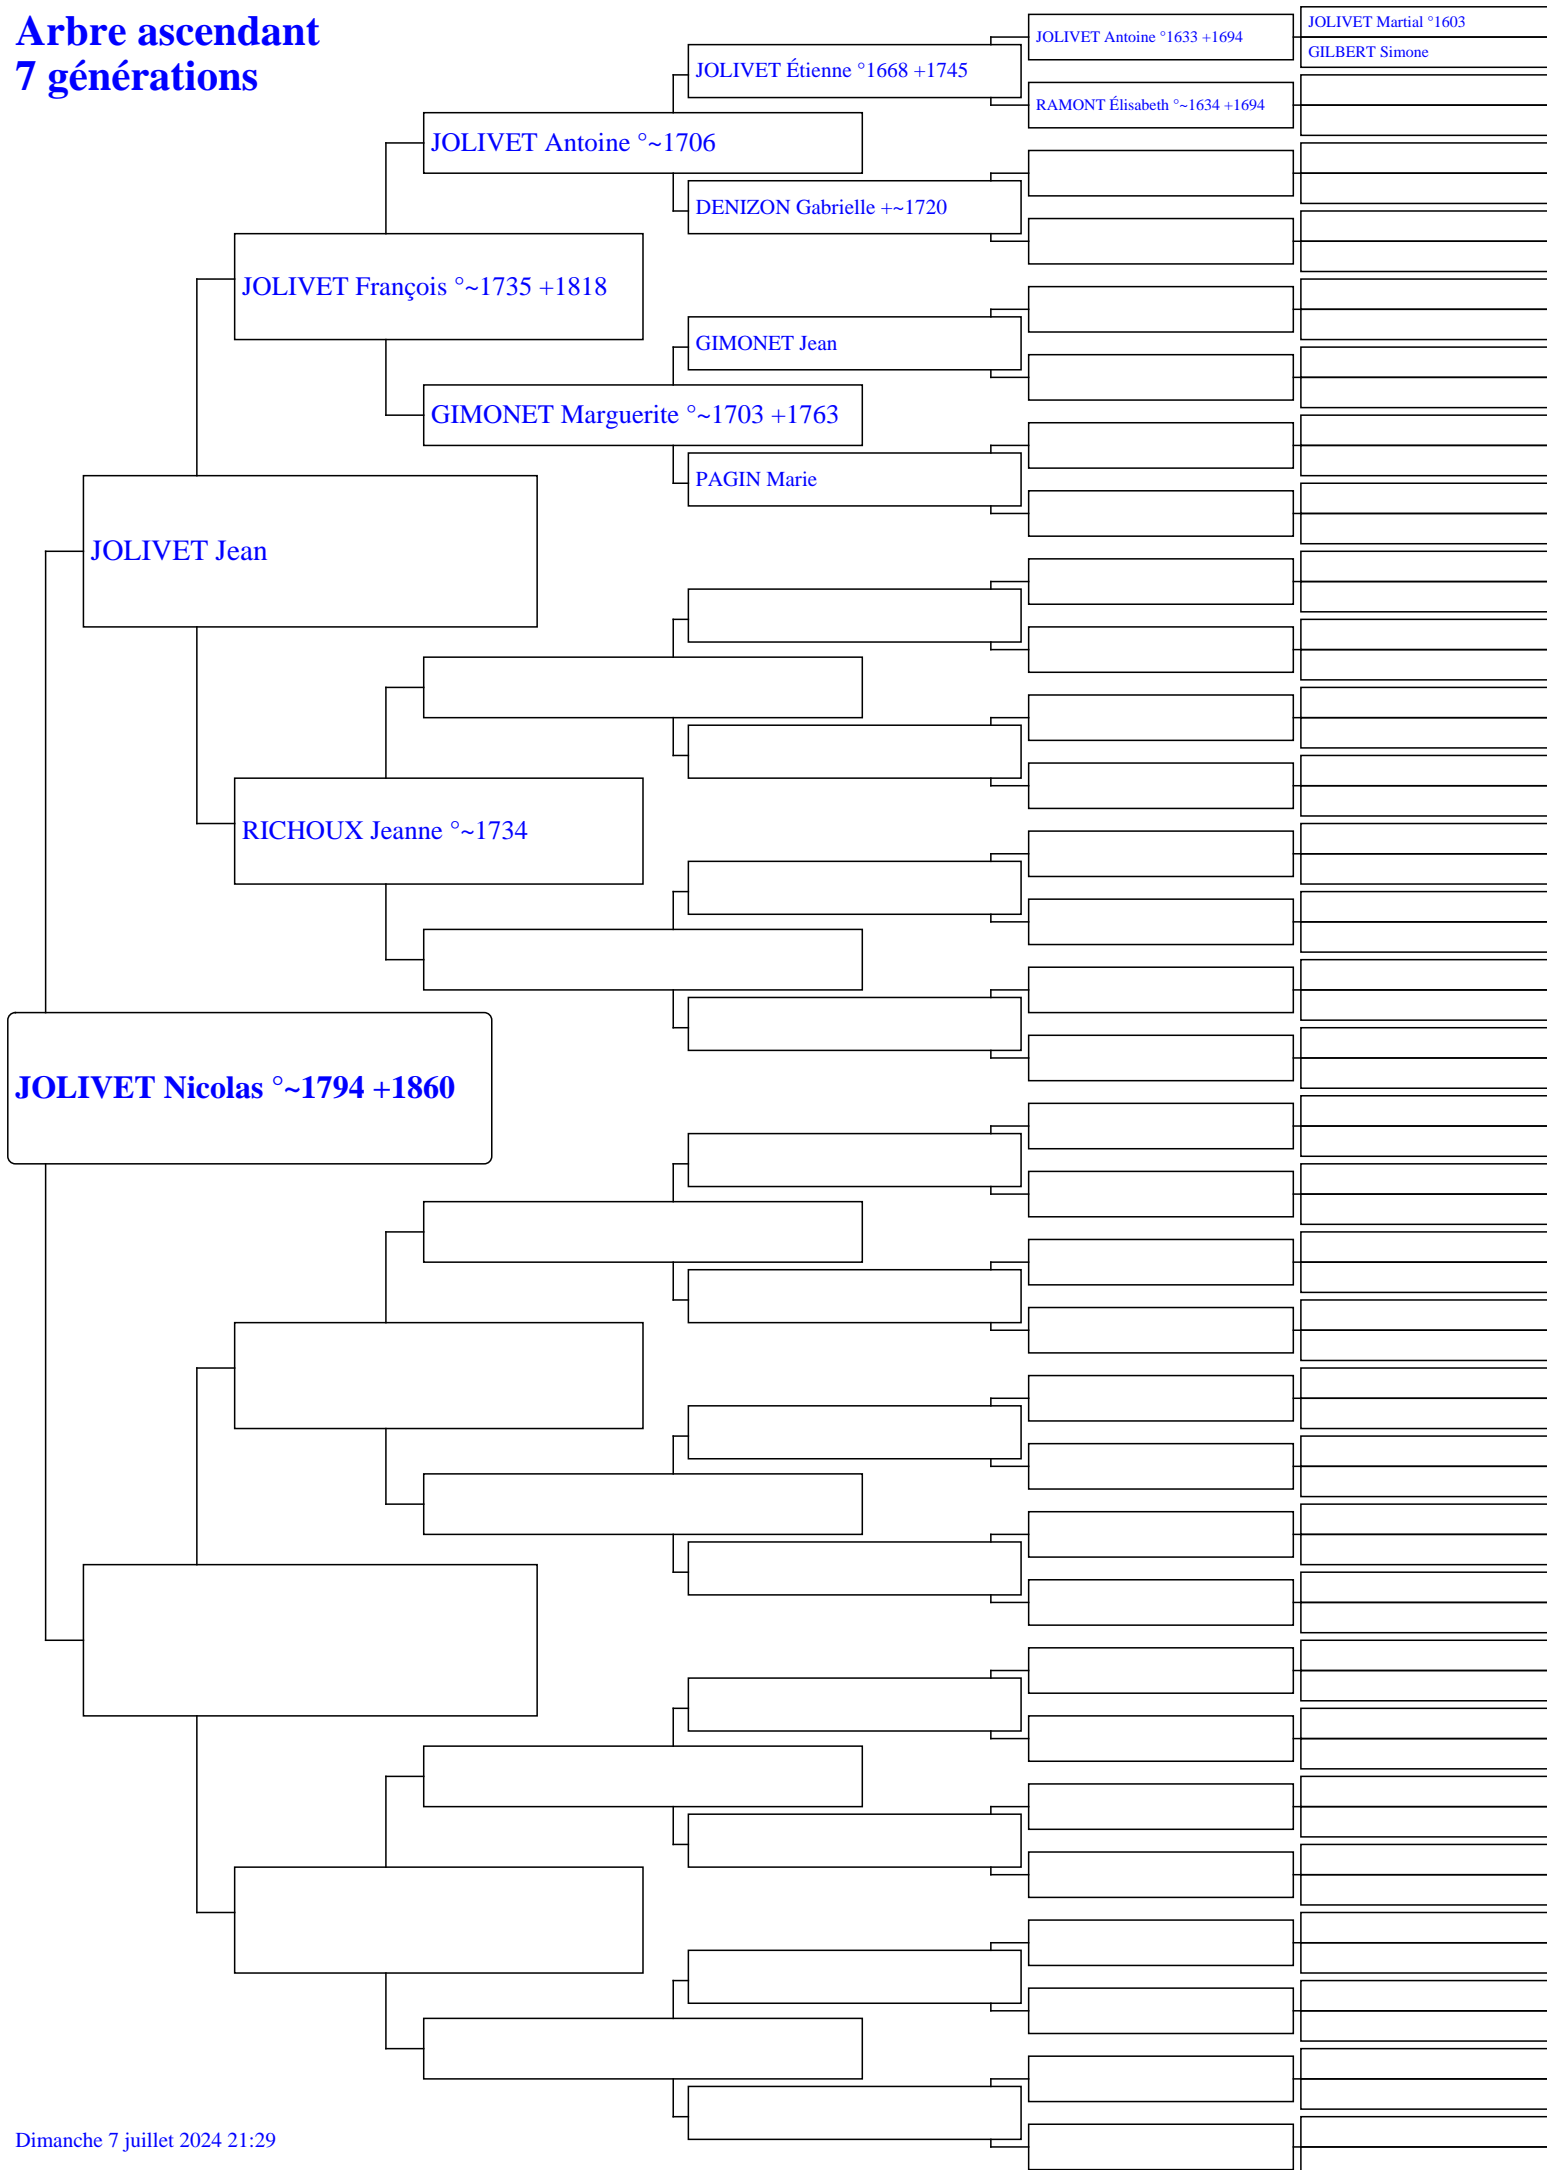 Arbre ascendant
7 générations
JOLIVET Martial °1603
GILBERT Simone
JOLIVET Antoine °1633 +1694
JOLIVET Étienne °1668 +1745
RAMONT Élisabeth °~1634 +1694
JOLIVET Antoine °~1706
DENIZON Gabrielle +~1720
JOLIVET François °~1735 +1818
GIMONET Jean
GIMONET Marguerite °~1703 +1763
PAGIN Marie
JOLIVET Jean
RICHOUX Jeanne °~1734
JOLIVET Nicolas °~1794 +1860
Dimanche 7 juillet 2024 21:29